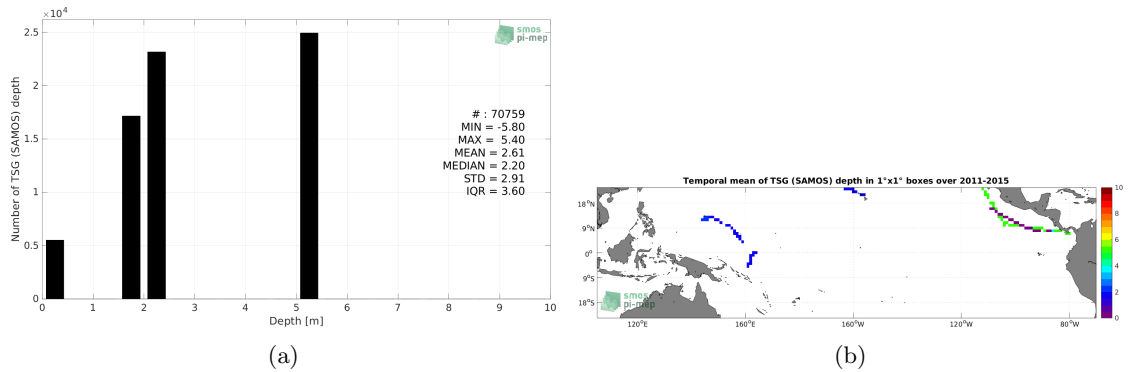 ×10⁴
2.5
2
1.5
1
0.5
0
0 1 2 3 4 5 6 7 8 9 10
Number of TSG (SAMOS) depth
Depth [m]
smos
pi-mep
# : 70759
MIN = -5.80
MAX = 5.40
MEAN = 2.61
MEDIAN = 2.20
STD = 2.91
IQR = 3.60
(a)
Temporal mean of TSG (SAMOS) depth in 1°x1° boxes over 2011-2015
18°N
9°N
0°
9°S
18°S
120°E 160°E 160°W 120°W 80°W
smos
pi-mep
10
8
6
4
2
0
(b)